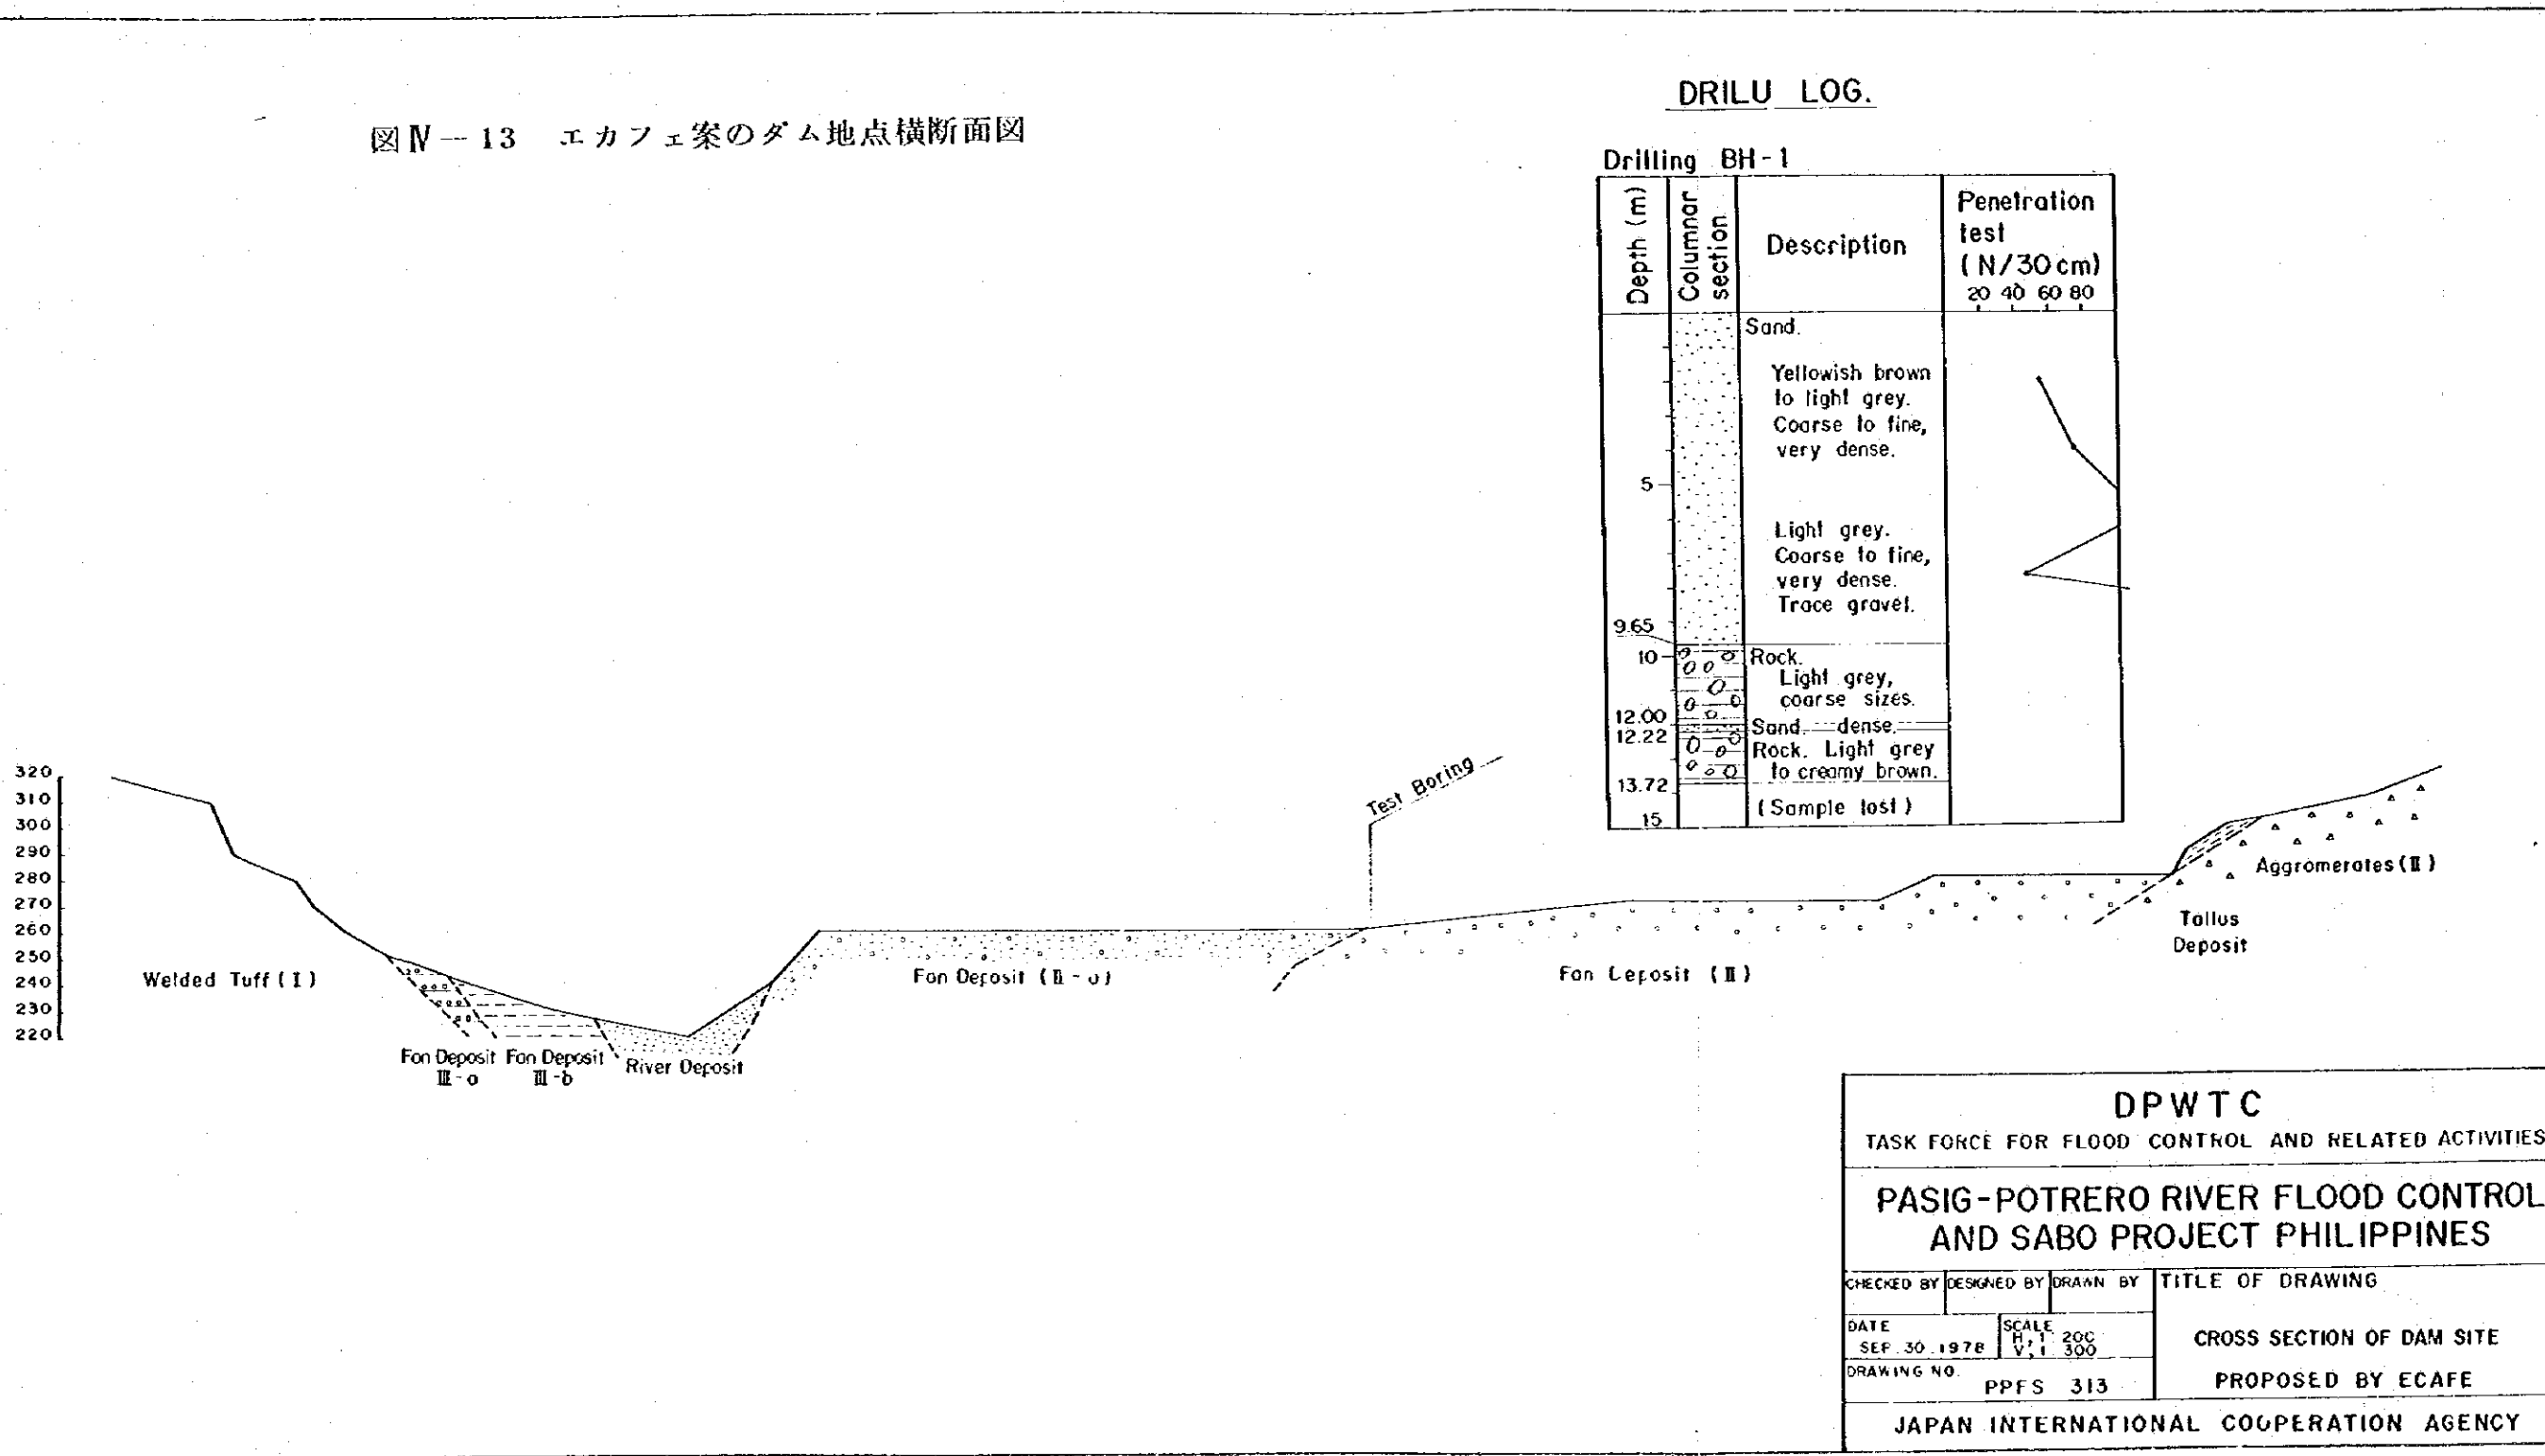 図Ⅳ－13　エカフェ案のダム地点横断面図
DRILU LOG.
Drilling BH-1
Depth (m)
Columnar section
Description
Penetration test (N/30cm)
20 40 60 80
Sand.
Yellowish brown
to light grey.
Coarse to fine,
very dense.
5
Light grey.
Coarse to fine,
very dense.
Trace gravel.
9.65
10
Rock.
Light grey,
coarse sizes.
12.00
Sand. dense.
12.22
Rock. Light grey
to creamy brown.
13.72
(Sample lost)
15
320
310
300
290
280
270
260
250
240
230
220
Test Boring
Welded Tuff (I)
Fan Deposit
Ⅲ-a
Fan Deposit
Ⅲ-b
River Deposit
Fan Deposit
Fan Deposit (Ⅱ)
Aggromerates (Ⅱ)
Tallus
Deposit
DPWTC
TASK FORCE FOR FLOOD CONTROL AND RELATED ACTIVITIES
PASIG-POTRERO RIVER FLOOD CONTROL
AND SABO PROJECT PHILIPPINES
CHECKED BY
DESIGNED BY
DRAWN BY
TITLE OF DRAWING
DATE
SEP. 30. 1978
SCALE
H, 1: 200
V, 1: 300
CROSS SECTION OF DAM SITE
PROPOSED BY ECAFE
DRAWING NO.
PPFS 313
JAPAN INTERNATIONAL COOPERATION AGENCY